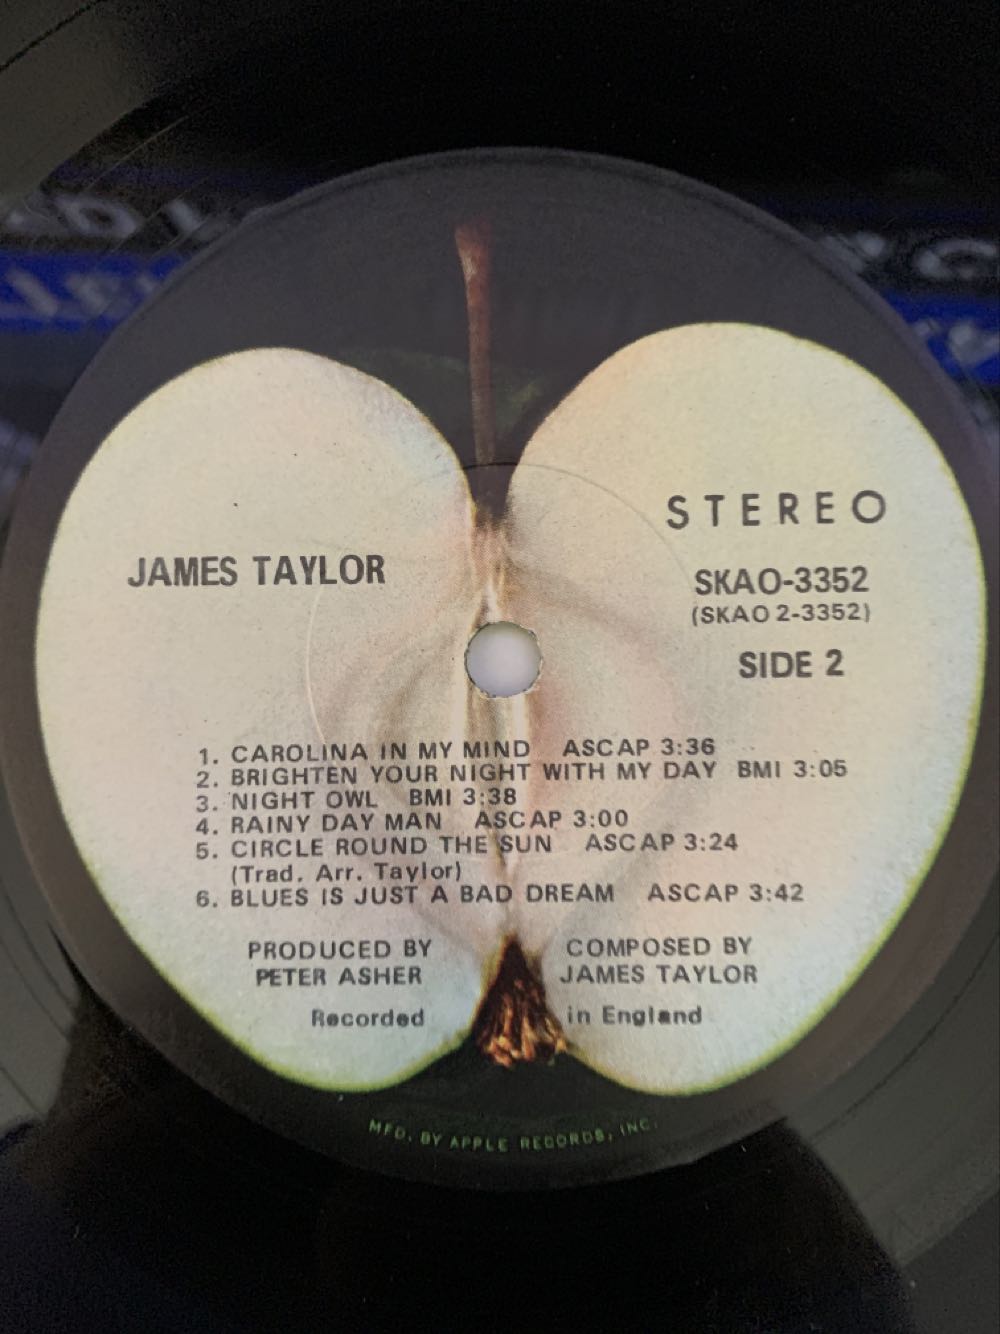 STEREO
JAMES TAYLOR
SKAO-3352
(SKAO 2-3352)
SIDE 2
1. CAROLINA IN MY MIND ASCAP 3:36
2. BRIGHTEN YOUR NIGHT WITH MY DAY BMI 3:05
3. NIGHT OWL BMI 3:38
4. RAINY DAY MAN ASCAP 3:00
5. CIRCLE ROUND THE SUN ASCAP 3:24
(Trad. Arr. Taylor)
6. BLUES IS JUST A BAD DREAM ASCAP 3:42
PRODUCED BY
PETER ASHER
COMPOSED BY
JAMES TAYLOR
Recorded in England
MFD. BY APPLE RECORDS, INC.